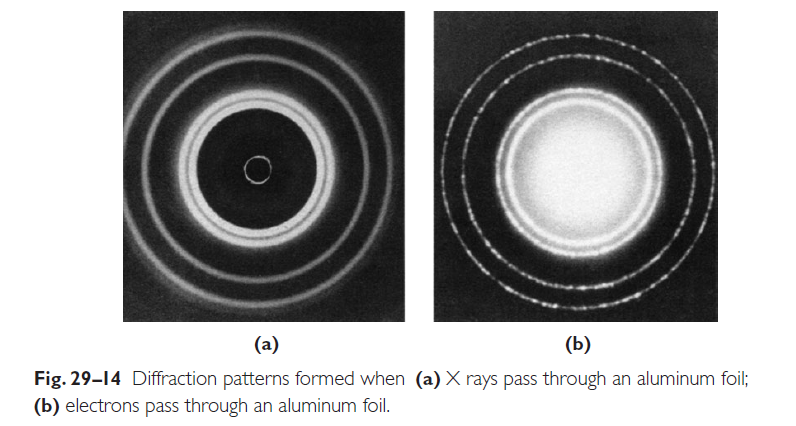 (a) (b)
Fig. 29–14 Diffraction patterns formed when (a) X rays pass through an aluminum foil;
(b) electrons pass through an aluminum foil.